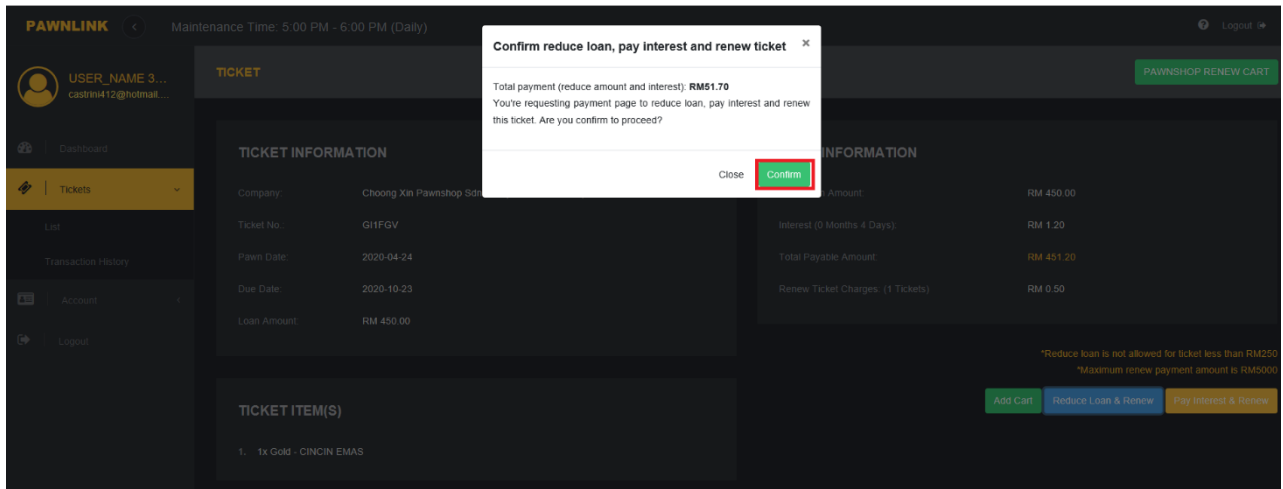 PAWNLINK
Maintenance Time: 5:00 PM - 6:00 PM (Daily)
Logout
USER_NAME 3...
castrini412@hotmail....
TICKET
PAWNSHOP RENEW CART
Confirm reduce loan, pay interest and renew ticket ×
Total payment (reduce amount and interest): RM51.70
You're requesting payment page to reduce loan, pay interest and renew
this ticket. Are you confirm to proceed?
Close Confirm
Dashboard
Tickets
List
Transaction History
Account
Logout
TICKET INFORMATION
Company: Choong Xin Pawnshop Sdn
Ticket No.: GI1FGV
Pawn Date: 2020-04-24
Due Date: 2020-10-23
Loan Amount: RM 450.00
INFORMATION
Amount: RM 450.00
Interest (0 Months 4 Days): RM 1.20
Total Payable Amount: RM 451.20
Renew Ticket Charges: (1 Tickets) RM 0.50
*Reduce loan is not allowed for ticket less than RM250
*Maximum renew payment amount is RM5000
Add Cart Reduce Loan & Renew Pay Interest & Renew
TICKET ITEM(S)
1. 1x Gold - CINCIN EMAS